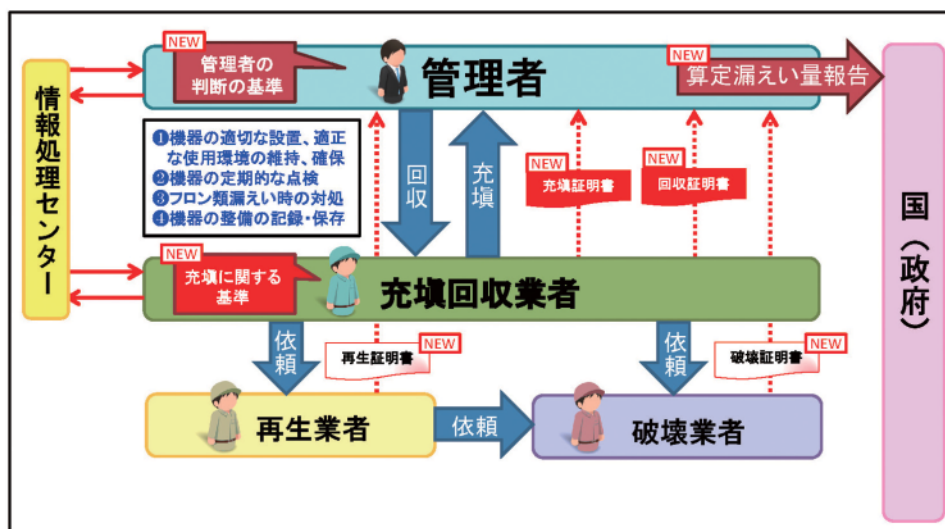 情報処理センター
NEW
管理者の
判断の基準
管理者
NEW
算定漏えい量報告
国（政府）
❶機器の適切な設置、適正
な使用環境の維持、確保
❷機器の定期的な点検
❸フロン類漏えい時の対処
❹機器の整備の記録・保存
回収
充塡
NEW
充塡証明書
NEW
回収証明書
NEW
充塡に関する
基準
充塡回収業者
依頼
再生証明書
NEW
依頼
破壊証明書
NEW
再生業者
依頼
破壊業者